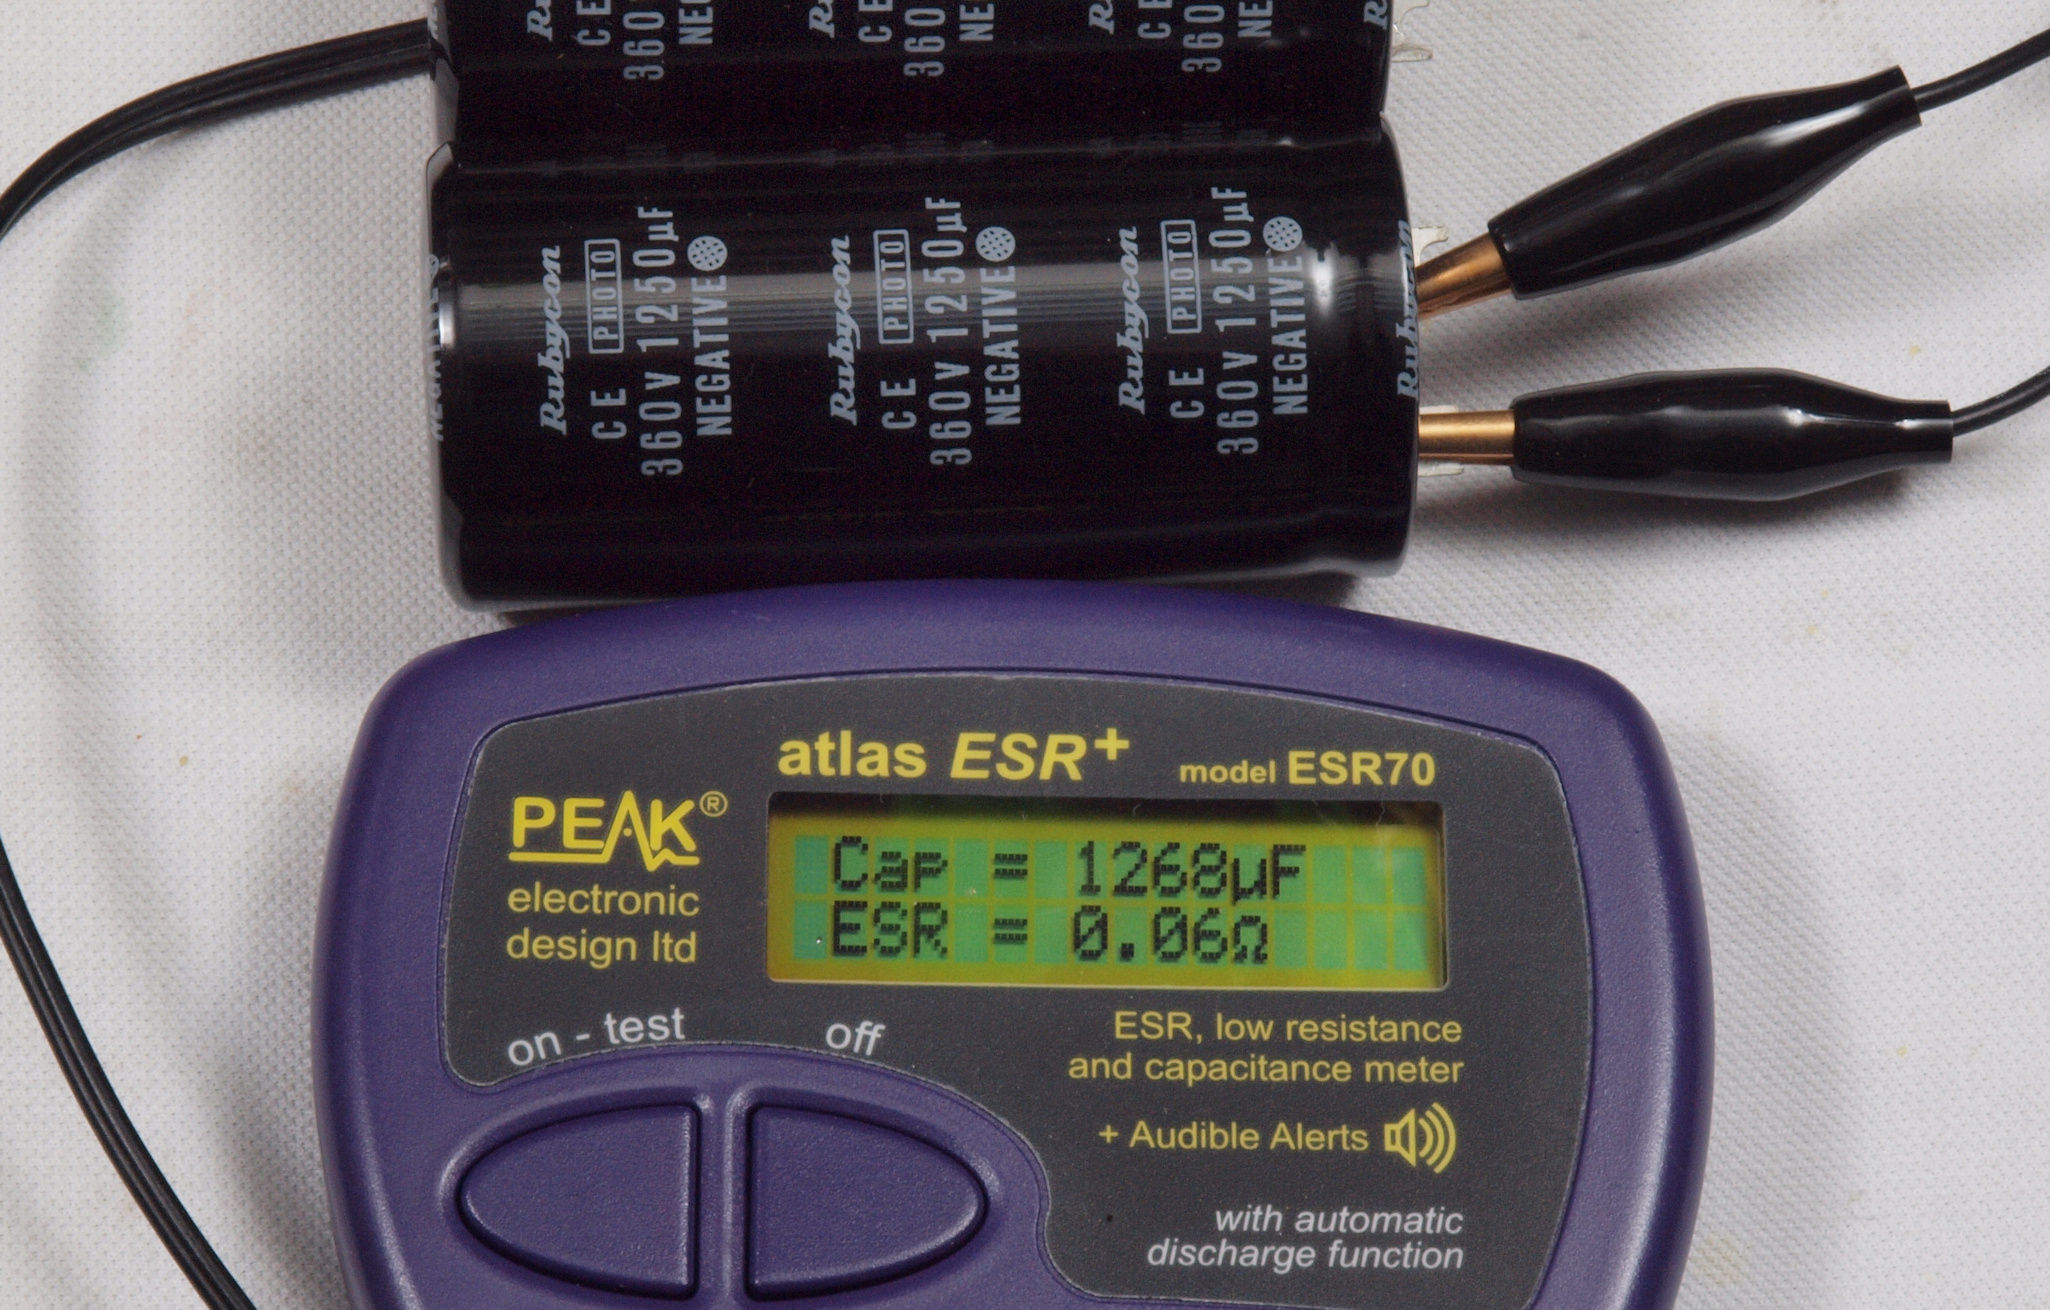 Rubycon
CE PHOTO
360V 1250µF
NEGATIVE
Rubycon
CE PHOTO
360V 1250µF
NEGATIVE
Rubycon
CE PHOTO
360V 1250µF
NEGATIVE
Rubycon
atlas ESR+ model ESR70
PEAK®
electronic
design ltd
Cap = 1268µF
ESR = 0.06Ω
on - test
off
ESR, low resistance
and capacitance meter
+ Audible Alerts
with automatic
discharge function